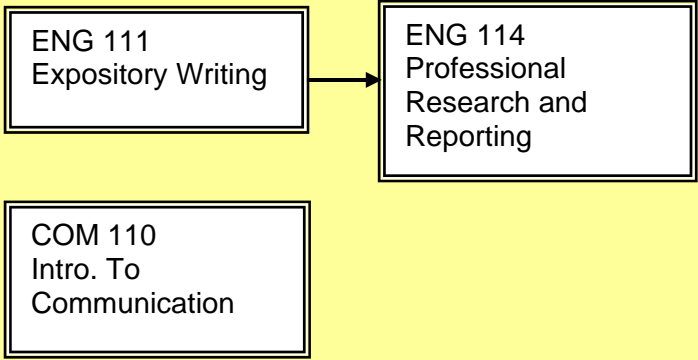 ENG 111
Expository Writing
ENG 114
Professional
Research and
Reporting
COM 110
Intro. To
Communication